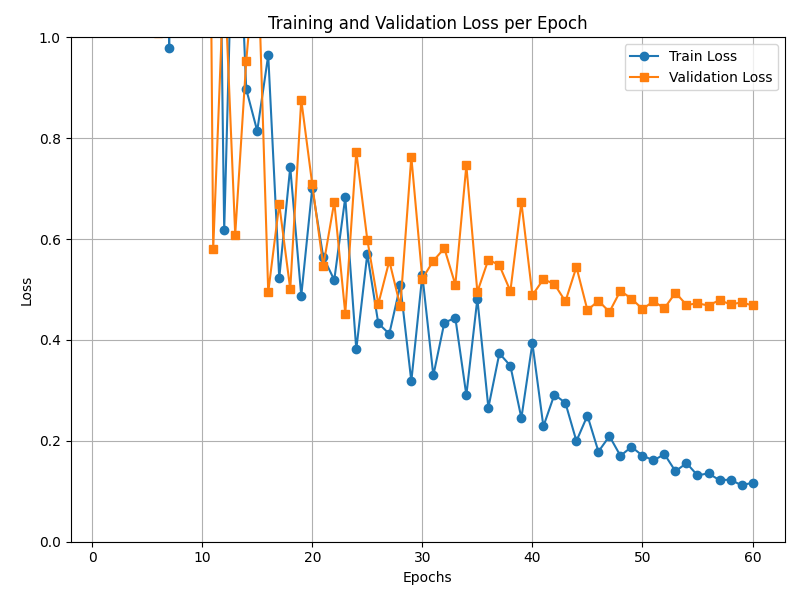 Training and Validation Loss per Epoch
Train Loss
Validation Loss
1.0
0.8
0.6
0.4
0.2
0.0
Loss
0 10 20 30 40 50 60
Epochs